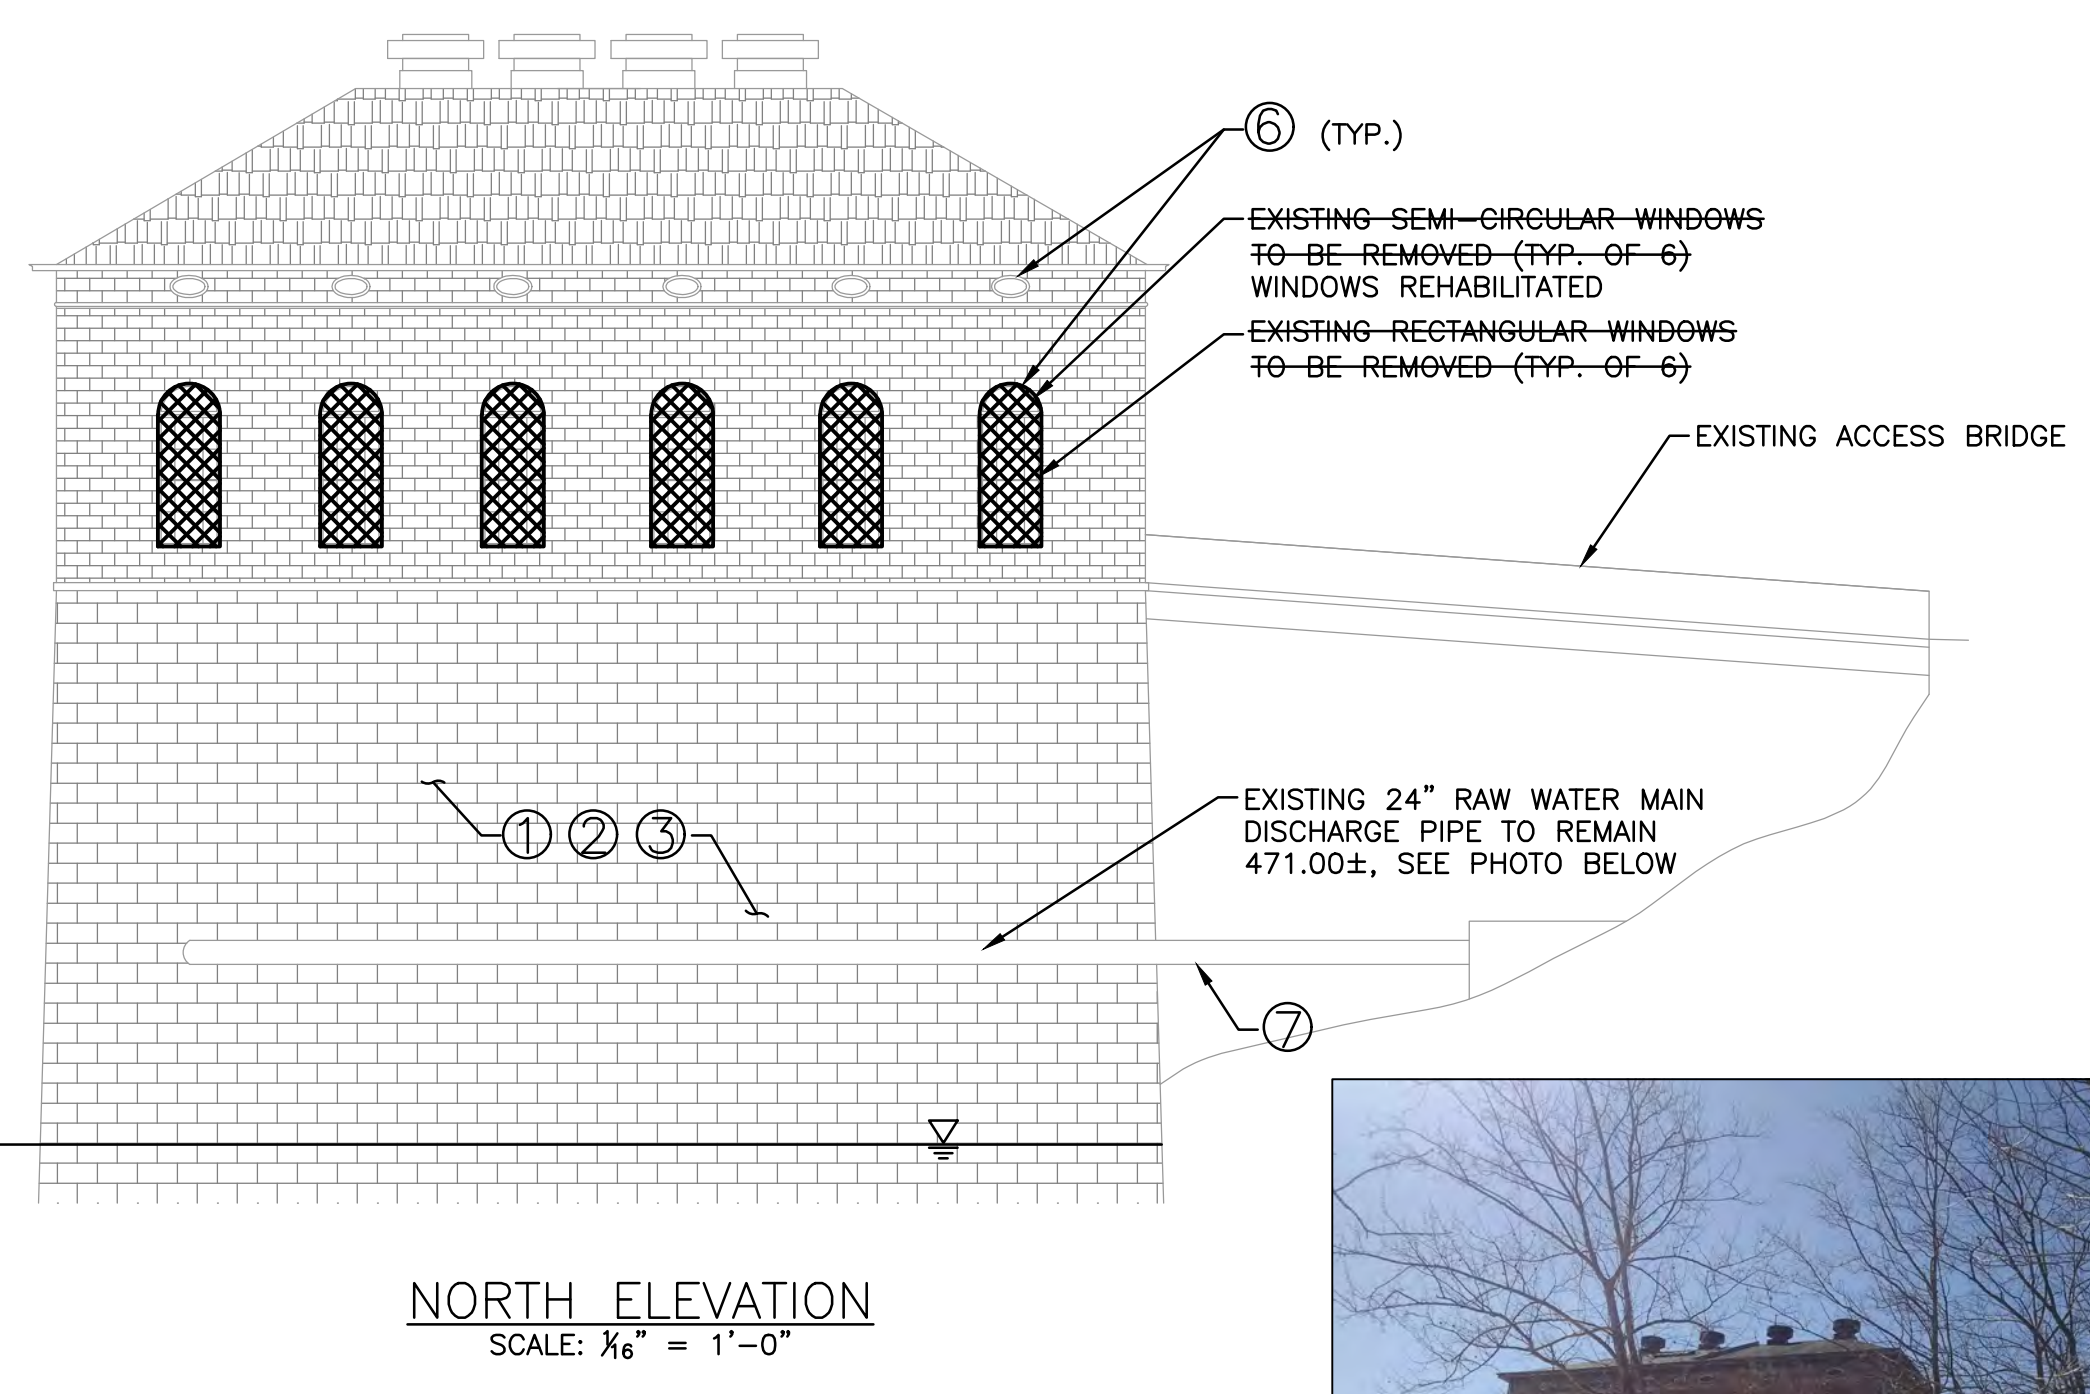 ⑥ (TYP.)
EXISTING SEMI-CIRCULAR WINDOWS
TO BE REMOVED (TYP. OF 6)
WINDOWS REHABILITATED
EXISTING RECTANGULAR WINDOWS
TO BE REMOVED (TYP. OF 6)
EXISTING ACCESS BRIDGE
EXISTING 24" RAW WATER MAIN
DISCHARGE PIPE TO REMAIN
471.00±, SEE PHOTO BELOW
① ② ③
⑦
NORTH ELEVATION
SCALE: 1/16" = 1'-0"